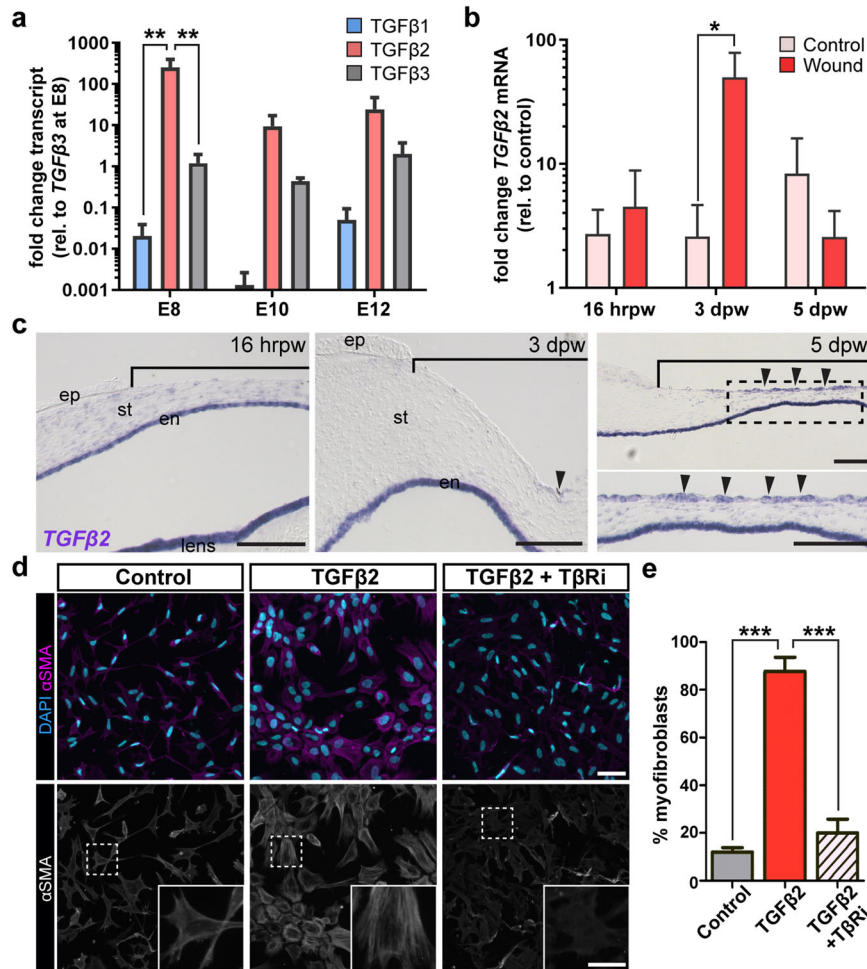 a
fold change transcript
(rel. to TGFβ3 at E8)
1000
100
10
1
0.1
0.01
0.001
** **
TGFβ1
TGFβ2
TGFβ3
E8 E10 E12
b
fold change TGFβ2 mRNA
(rel. to control)
100
10
1
*
Control
Wound
16 hrpw 3 dpw 5 dpw
c
16 hrpw
ep
st
en
lens
TGFβ2
3 dpw
ep
st
en
5 dpw
d
Control TGFβ2 TGFβ2 + TβRi
DAPI αSMA
αSMA
e
% myofibroblasts
100
80
60
40
20
0
*** ***
Control
TGFβ2
TGFβ2
+TβRi